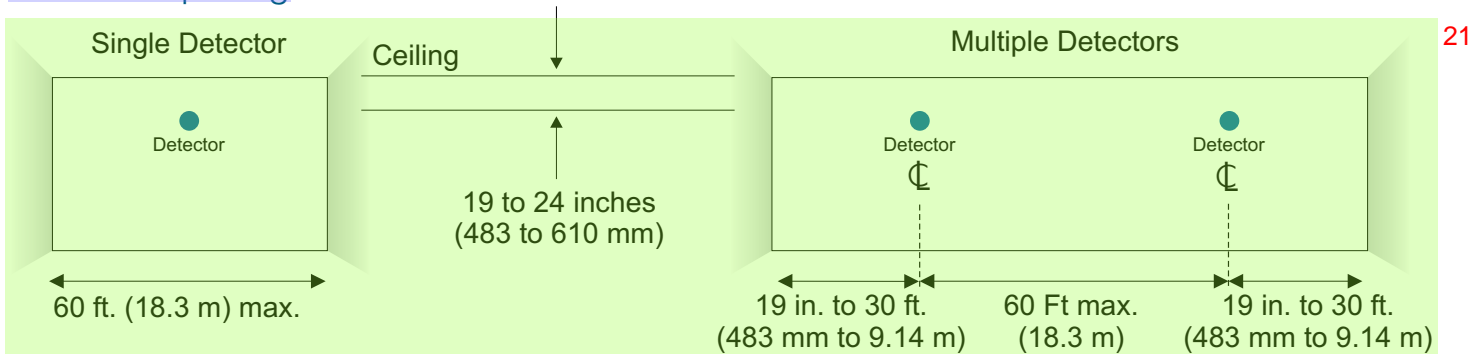 Single Detector
Ceiling
Multiple Detectors
21
Detector
Detector
Detector
℄
℄
19 to 24 inches
(483 to 610 mm)
60 ft. (18.3 m) max.
19 in. to 30 ft.
(483 mm to 9.14 m)
60 Ft max.
(18.3 m)
19 in. to 30 ft.
(483 mm to 9.14 m)